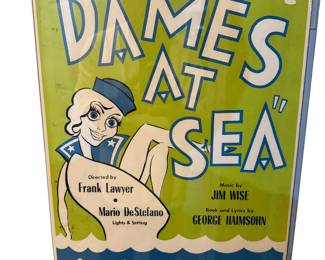 DAMES
AT
SEA"
Directed by
Frank Lawyer
•
Mario DeStefano
Lights & Setting
Music by
JIM WISE
Book and Lyrics by
GEORGE HAIMSOHN